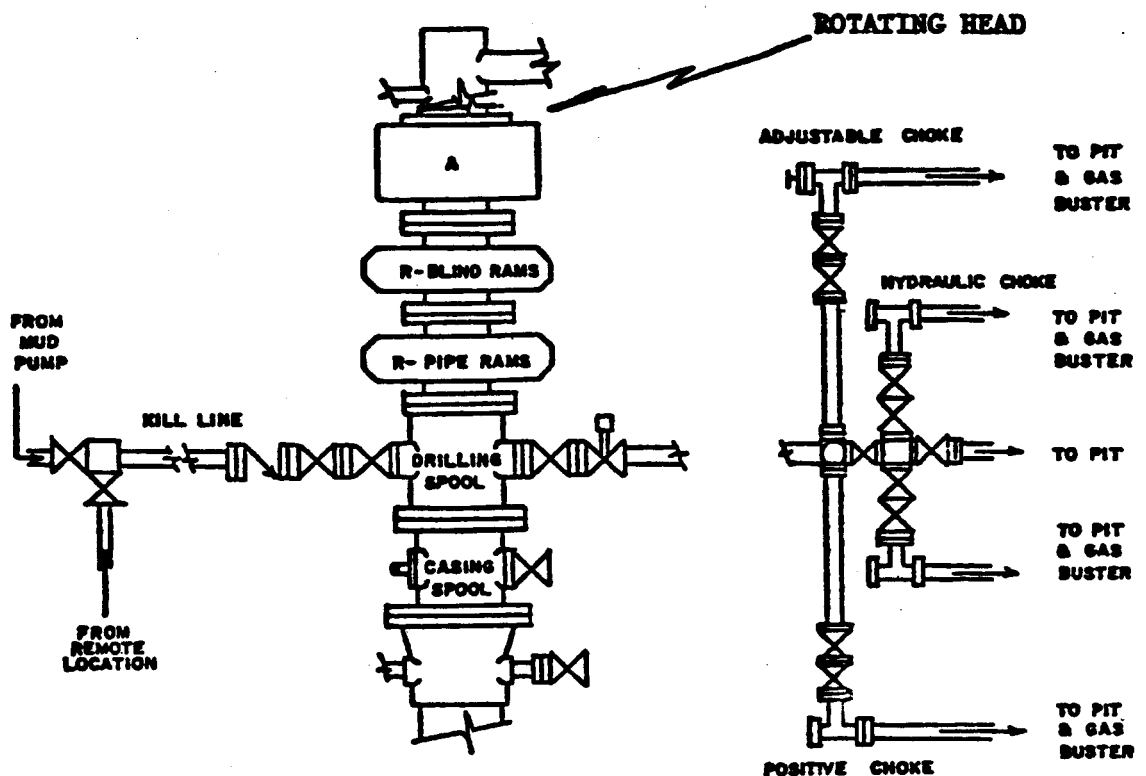 ROTATING HEAD
A
R-BLIND RAMS
R- PIPE RAMS
FROM
MUD
PUMP
KILL LINE
DRILLING
SPOOL
CASING
SPOOL
FROM
REMOTE
LOCATION
ADJUSTABLE CHOKE
TO PIT
& GAS
BUSTER
HYDRAULIC CHOKE
TO PIT
& GAS
BUSTER
TO PIT
TO PIT
& GAS
BUSTER
TO PIT
& GAS
BUSTER
POSITIVE CHOKE